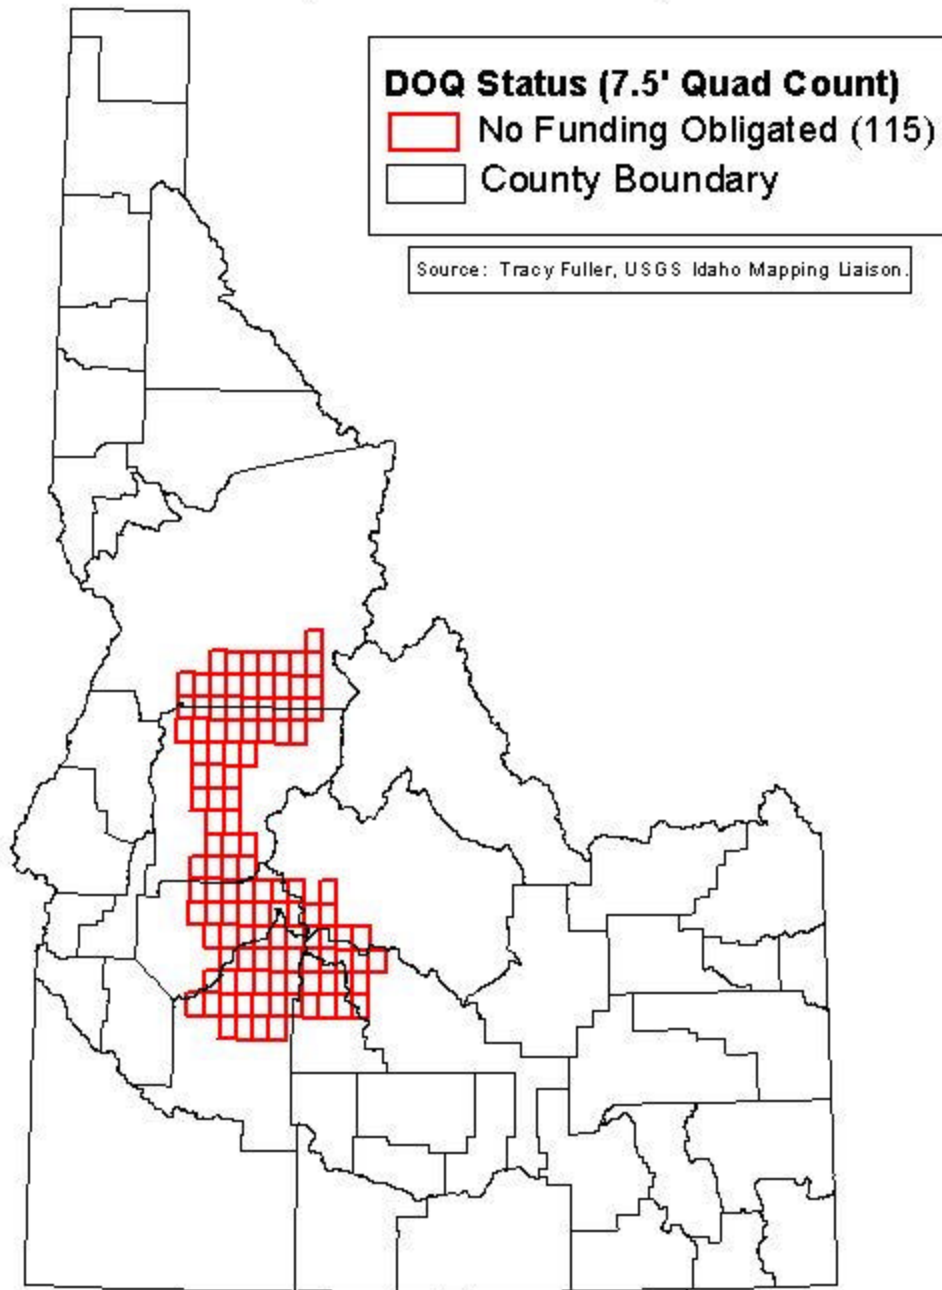 DOQ Status (7.5' Quad Count)
No Funding Obligated (115)
County Boundary
Source: Tracy Fuller, USGS Idaho Mapping Liaison.